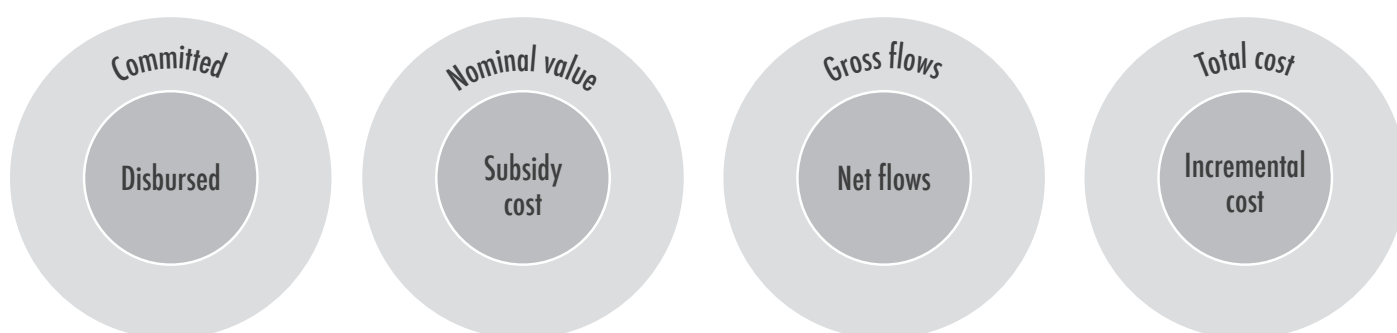 Committed
Disbursed
Nominal value
Subsidy
cost
Gross flows
Net flows
Total cost
Incremental
cost